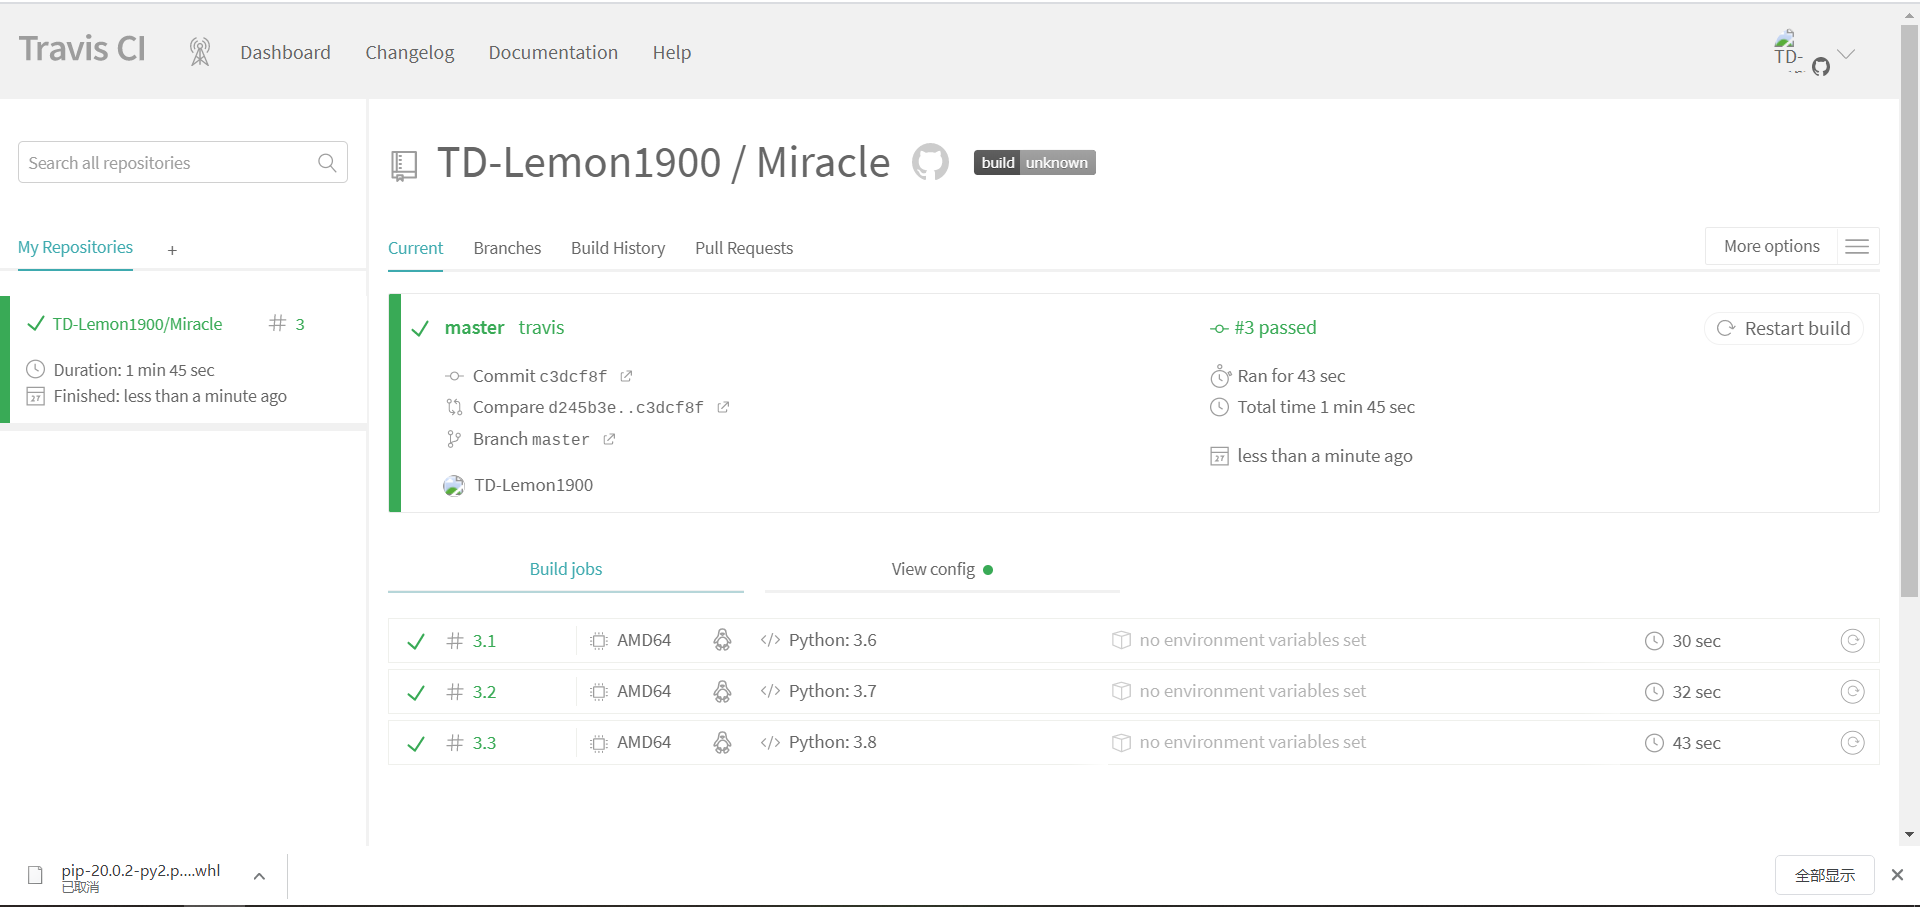 Travis CI
Dashboard
Changelog
Documentation
Help
TD-
Search all repositories
My Repositories
+
TD-Lemon1900/Miracle
# 3
Duration: 1 min 45 sec
27
Finished: less than a minute ago
TD-Lemon1900 / Miracle
build unknown
Current
Branches
Build History
Pull Requests
More options
master travis
#3 passed
Restart build
Commit c3dcf8f
Ran for 43 sec
Compare d245b3e..c3dcf8f
Total time 1 min 45 sec
Branch master
27
less than a minute ago
TD-Lemon1900
Build jobs
View config
# 3.1
AMD64
</> Python: 3.6
no environment variables set
30 sec
# 3.2
AMD64
</> Python: 3.7
no environment variables set
32 sec
# 3.3
AMD64
</> Python: 3.8
no environment variables set
43 sec
pip-20.0.2-py2.p....whl
已取消
全部显示